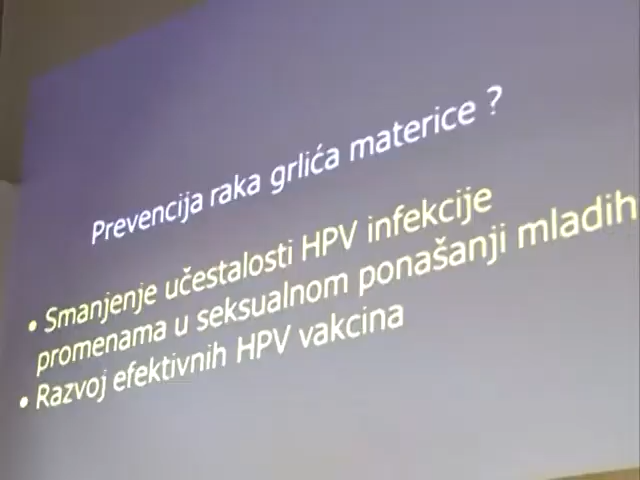 Prevencija raka grlića materice ?
• Smanjenje učestalosti HPV infekcije
promenama u seksualnom ponašanji mladih
• Razvoj efektivnih HPV vakcina